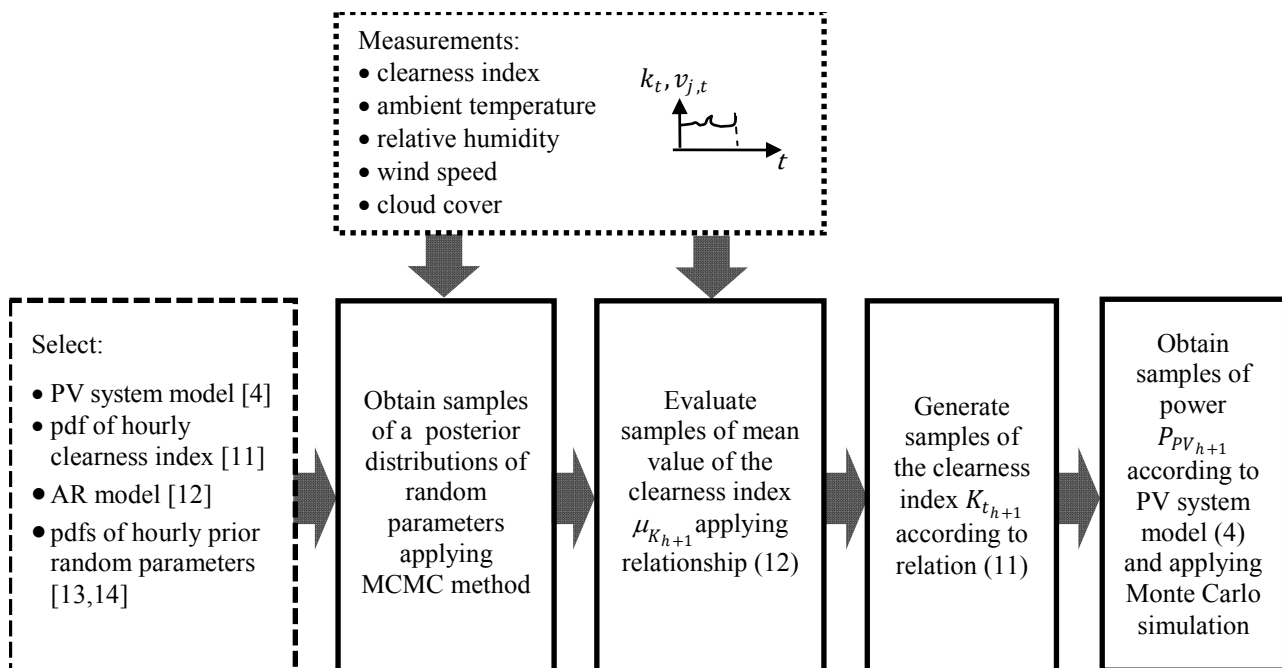 Measurements:
• clearness index
• ambient temperature
• relative humidity
• wind speed
• cloud cover
k_t, v_{j,t}
t
Select:
• PV system model [4]
• pdf of hourly
clearness index [11]
• AR model [12]
• pdfs of hourly prior
random parameters
[13,14]
Obtain samples
of a posterior
distributions of
random
parameters
applying
MCMC method
Evaluate
samples of mean
value of the
clearness index
μ_{K_{h+1}} applying
relationship (12)
Generate
samples of
the clearness
index K_{t_{h+1}}
according to
relation (11)
Obtain
samples of
power
P_{PV_{h+1}}
according to
PV system
model (4)
and applying
Monte Carlo
simulation